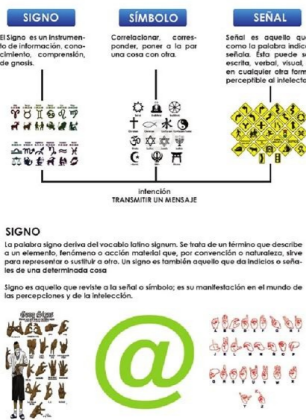 SIGNO
SÍMBOLO
SEÑAL
El Signo es un instrumen-
to de información, cono-
cimiento, comprensión,
de gnosis.
Correlacionar, corres-
ponder, poner a la par
una cosa con otra.
Señal es aquello que
como la palabra indica
señala. Esta puede se
escrita, verbal, visual,
en cualquier otra form
perceptible al intelecto
intención
TRANSMITIR UN MENSAJE
SIGNO
La palabra signo deriva del vocablo latino signum. Se trata de un término que describe
a un elemento, fenómeno o acción material que, por convención o naturaleza, sirve
para representar o sustituir a otro. Un signo es también aquello que da indicios o seña-
les de una determinada cosa
Signo es aquello que reviste a la señal o símbolo; es su manifestación en el mundo de
las percepciones y de la intelección.
Gang Signs
@